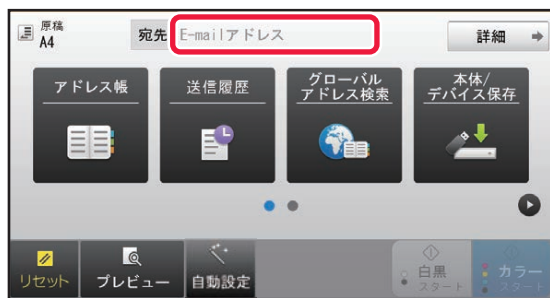 原稿
A4
宛先
E-mailアドレス
詳細
アドレス帳
送信履歴
グローバル
アドレス検索
本体/
デバイス保存
リセット
プレビュー
自動設定
白黒
スタート
カラー
スタート